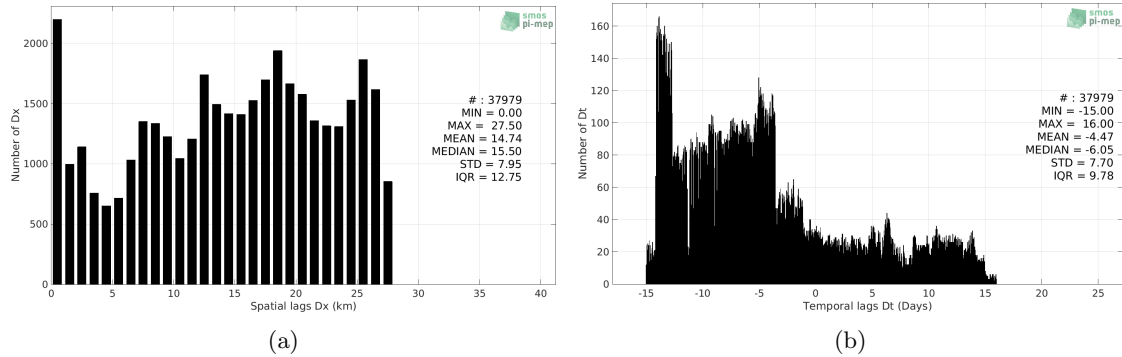 smos
pi-mep
2000
1500
1000
500
0
Number of Dx
# : 37979
MIN = 0.00
MAX = 27.50
MEAN = 14.74
MEDIAN = 15.50
STD = 7.95
IQR = 12.75
0 5 10 15 20 25 30 35 40
Spatial lags Dx (km)
(a)
smos
pi-mep
160
140
120
100
80
60
40
20
0
Number of Dt
# : 37979
MIN = -15.00
MAX = 16.00
MEAN = -4.47
MEDIAN = -6.05
STD = 7.70
IQR = 9.78
-15 -10 -5 0 5 10 15 20 25
Temporal lags Dt (Days)
(b)